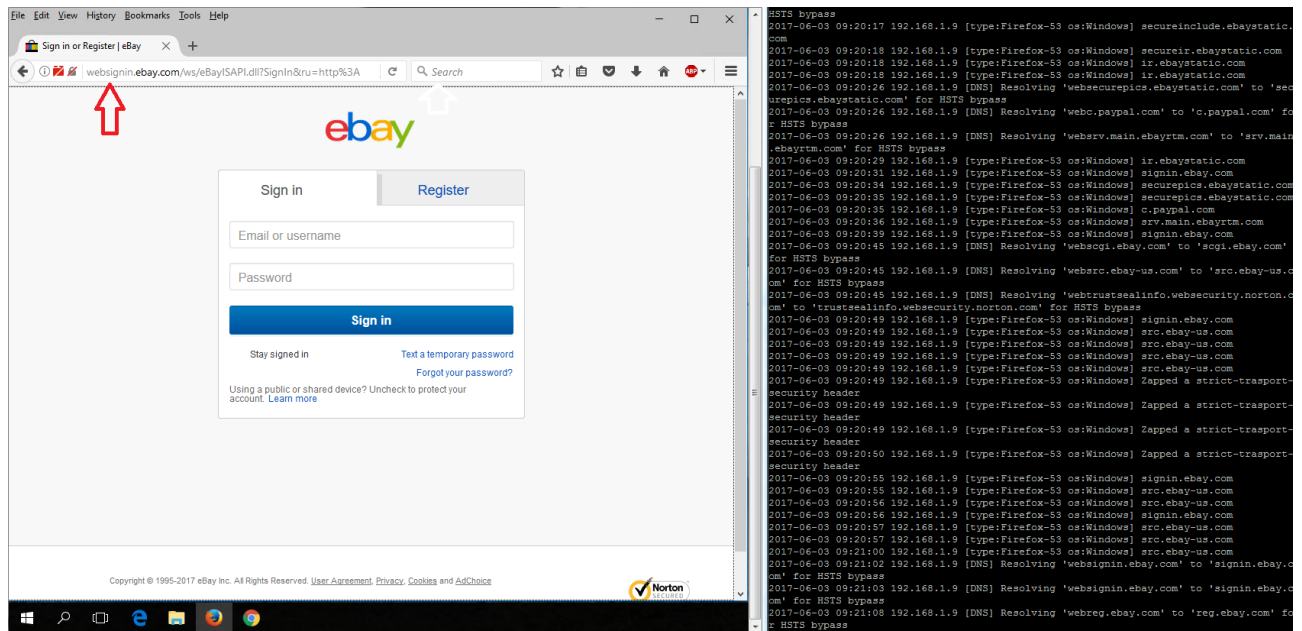 File Edit View History Bookmarks Tools Help
Sign in or Register | eBay
websignin.ebay.com/ws/eBayISAPI.dll?SignIn&ru=http%3A
Search
ABP
ebay
Sign in
Register
Email or username
Password
Sign in
Stay signed in
Text a temporary password
Forgot your password?
Using a public or shared device? Uncheck to protect your
account. Learn more
Copyright © 1995-2017 eBay Inc. All Rights Reserved. User Agreement, Privacy, Cookies and AdChoice
Norton
SECURED
HSTS bypass
2017-06-03 09:20:17 192.168.1.9 [type:Firefox-53 os:Windows] secureinclude.ebaystatic.
com
2017-06-03 09:20:18 192.168.1.9 [type:Firefox-53 os:Windows] secureir.ebaystatic.com
2017-06-03 09:20:18 192.168.1.9 [type:Firefox-53 os:Windows] ir.ebaystatic.com
2017-06-03 09:20:18 192.168.1.9 [type:Firefox-53 os:Windows] ir.ebaystatic.com
2017-06-03 09:20:26 192.168.1.9 [DNS] Resolving 'websecurepics.ebaystatic.com' to 'sec
urepics.ebaystatic.com' for HSTS bypass
2017-06-03 09:20:26 192.168.1.9 [DNS] Resolving 'webc.paypal.com' to 'c.paypal.com' fo
r HSTS bypass
2017-06-03 09:20:26 192.168.1.9 [DNS] Resolving 'websrv.main.ebayrtm.com' to 'srv.main
.ebayrtm.com' for HSTS bypass
2017-06-03 09:20:29 192.168.1.9 [type:Firefox-53 os:Windows] ir.ebaystatic.com
2017-06-03 09:20:31 192.168.1.9 [type:Firefox-53 os:Windows] signin.ebay.com
2017-06-03 09:20:34 192.168.1.9 [type:Firefox-53 os:Windows] securepics.ebaystatic.com
2017-06-03 09:20:35 192.168.1.9 [type:Firefox-53 os:Windows] securepics.ebaystatic.com
2017-06-03 09:20:35 192.168.1.9 [type:Firefox-53 os:Windows] c.paypal.com
2017-06-03 09:20:36 192.168.1.9 [type:Firefox-53 os:Windows] srv.main.ebayrtm.com
2017-06-03 09:20:39 192.168.1.9 [type:Firefox-53 os:Windows] signin.ebay.com
2017-06-03 09:20:45 192.168.1.9 [DNS] Resolving 'webscgi.ebay.com' to 'scgi.ebay.com'
for HSTS bypass
2017-06-03 09:20:45 192.168.1.9 [DNS] Resolving 'websrc.ebay-us.com' to 'src.ebay-us.c
om' for HSTS bypass
2017-06-03 09:20:45 192.168.1.9 [DNS] Resolving 'webtrustsealinfo.websecurity.norton.c
om' to 'trustsealinfo.websecurity.norton.com' for HSTS bypass
2017-06-03 09:20:49 192.168.1.9 [type:Firefox-53 os:Windows] signin.ebay.com
2017-06-03 09:20:49 192.168.1.9 [type:Firefox-53 os:Windows] src.ebay-us.com
2017-06-03 09:20:49 192.168.1.9 [type:Firefox-53 os:Windows] src.ebay-us.com
2017-06-03 09:20:49 192.168.1.9 [type:Firefox-53 os:Windows] src.ebay-us.com
2017-06-03 09:20:49 192.168.1.9 [type:Firefox-53 os:Windows] src.ebay-us.com
2017-06-03 09:20:49 192.168.1.9 [type:Firefox-53 os:Windows] Zapped a strict-trasport-
security header
2017-06-03 09:20:49 192.168.1.9 [type:Firefox-53 os:Windows] Zapped a strict-trasport-
security header
2017-06-03 09:20:49 192.168.1.9 [type:Firefox-53 os:Windows] Zapped a strict-trasport-
security header
2017-06-03 09:20:50 192.168.1.9 [type:Firefox-53 os:Windows] Zapped a strict-trasport-
security header
2017-06-03 09:20:55 192.168.1.9 [type:Firefox-53 os:Windows] signin.ebay.com
2017-06-03 09:20:55 192.168.1.9 [type:Firefox-53 os:Windows] src.ebay-us.com
2017-06-03 09:20:56 192.168.1.9 [type:Firefox-53 os:Windows] src.ebay-us.com
2017-06-03 09:20:56 192.168.1.9 [type:Firefox-53 os:Windows] signin.ebay.com
2017-06-03 09:20:57 192.168.1.9 [type:Firefox-53 os:Windows] src.ebay-us.com
2017-06-03 09:20:57 192.168.1.9 [type:Firefox-53 os:Windows] src.ebay-us.com
2017-06-03 09:21:00 192.168.1.9 [type:Firefox-53 os:Windows] src.ebay-us.com
2017-06-03 09:21:02 192.168.1.9 [DNS] Resolving 'websignin.ebay.com' to 'signin.ebay.c
om' for HSTS bypass
2017-06-03 09:21:03 192.168.1.9 [DNS] Resolving 'websignin.ebay.com' to 'signin.ebay.c
om' for HSTS bypass
2017-06-03 09:21:08 192.168.1.9 [DNS] Resolving 'webreg.ebay.com' to 'reg.ebay.com' fo
r HSTS bypass